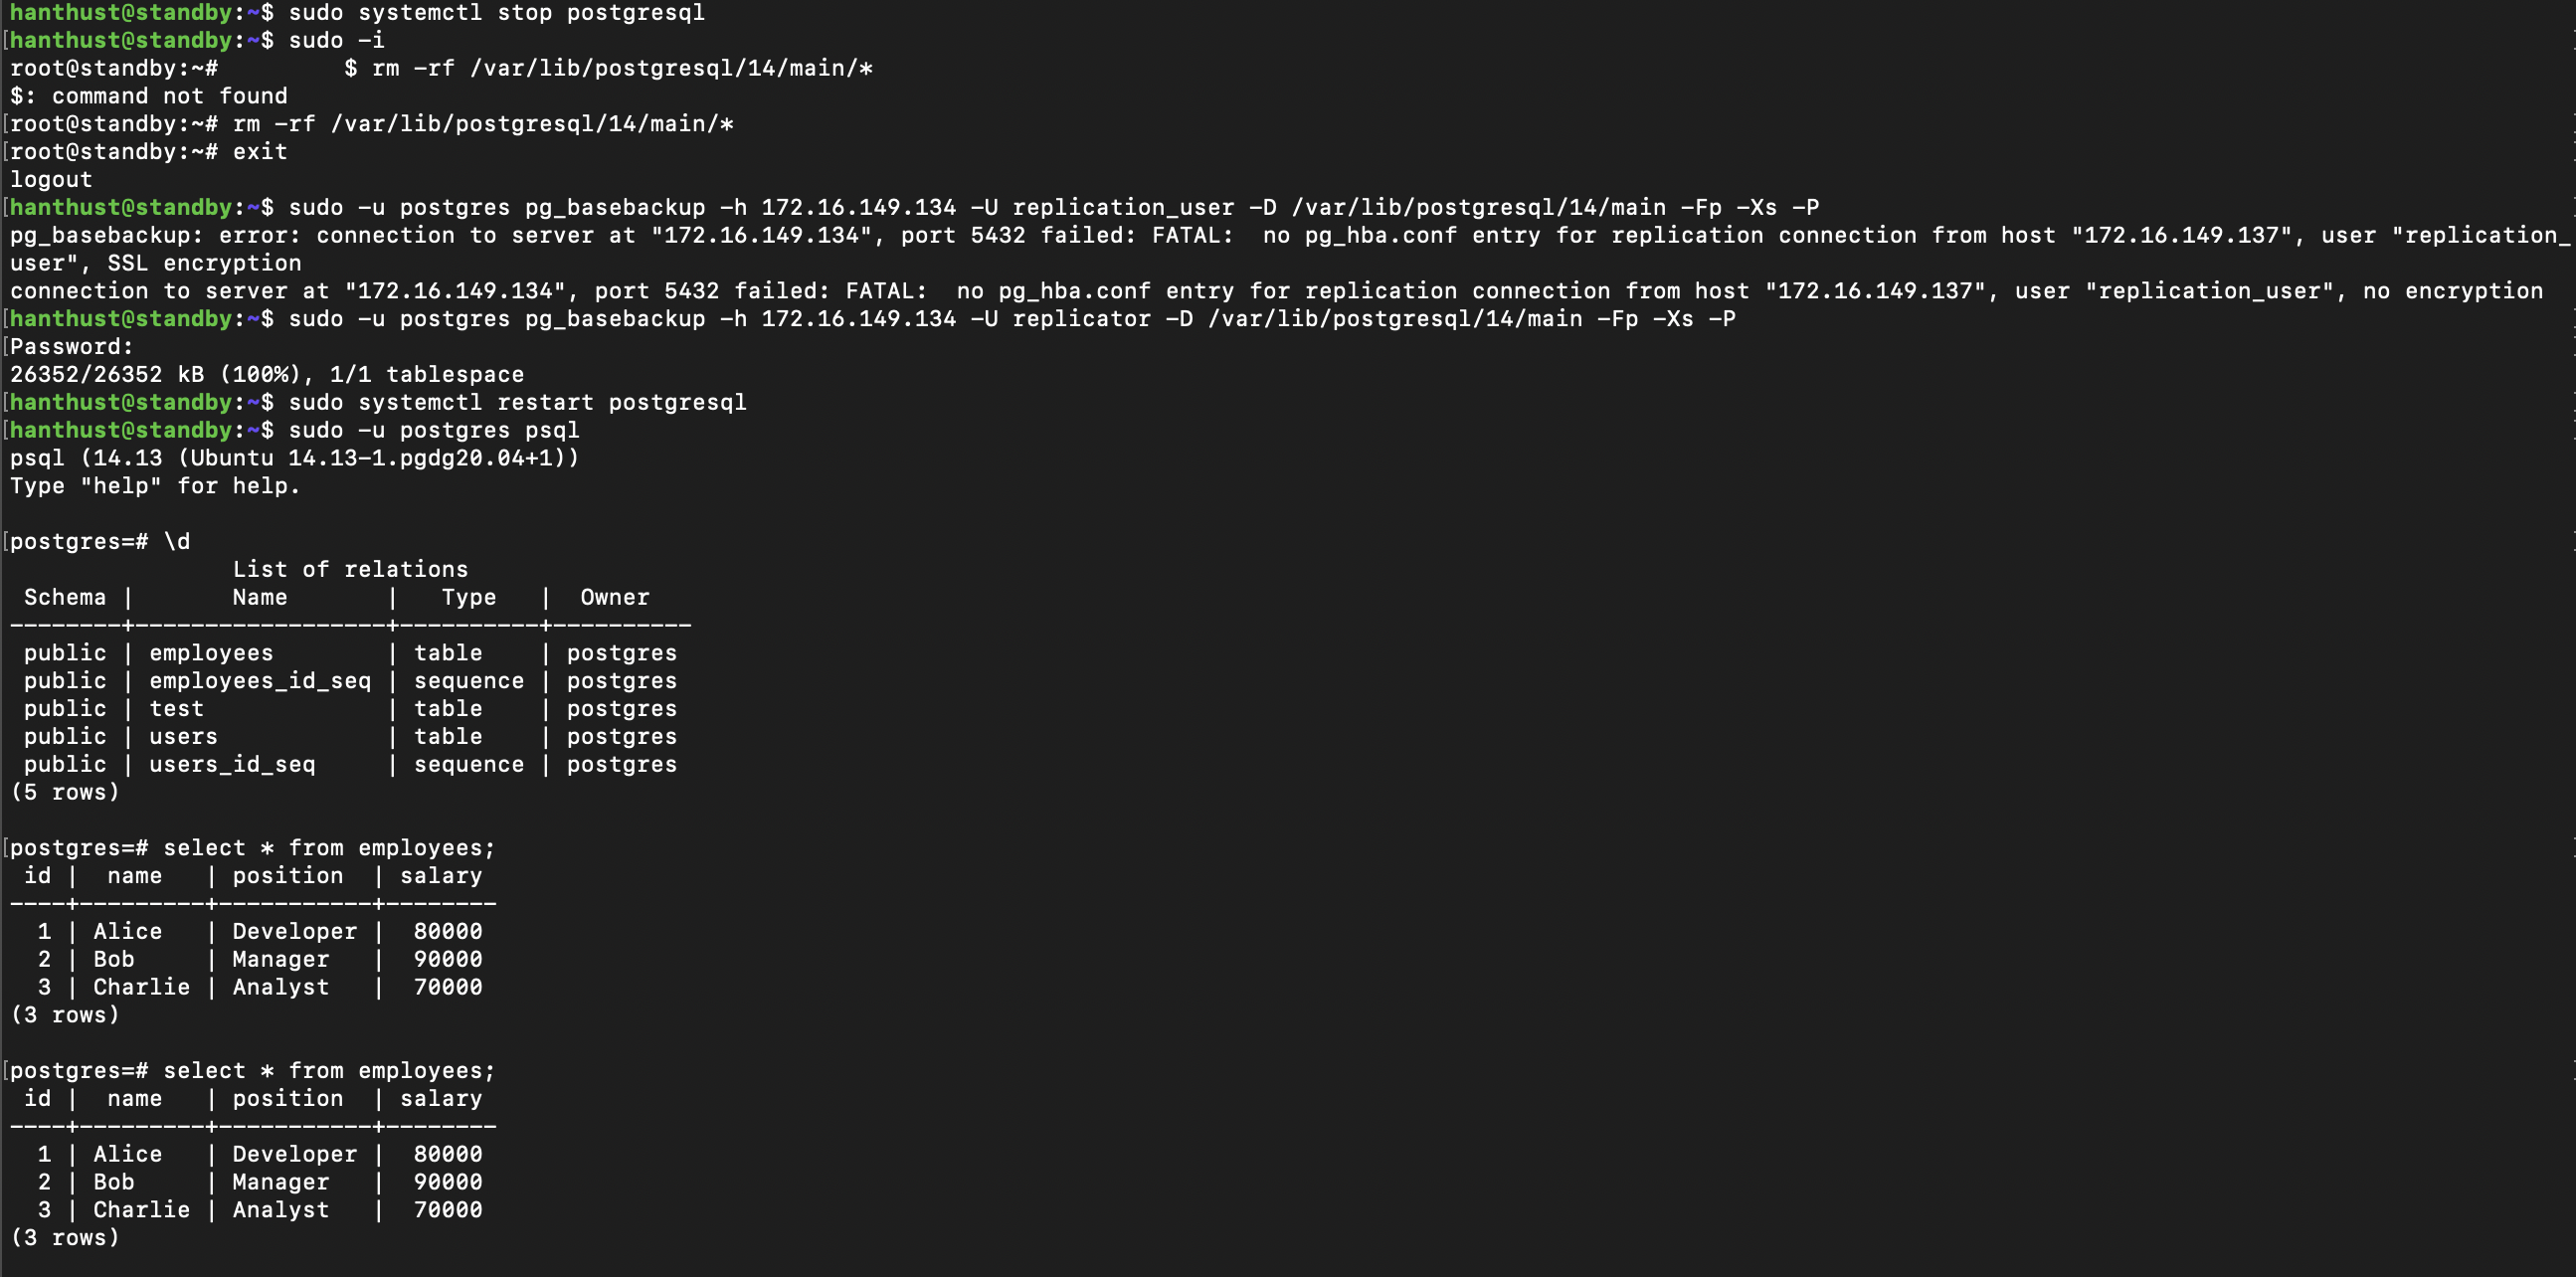 hanthust@standby:~$ sudo systemctl stop postgresql
[hanthust@standby:~$ sudo -i
root@standby:~#         $ rm -rf /var/lib/postgresql/14/main/*
$: command not found
[root@standby:~# rm -rf /var/lib/postgresql/14/main/*
[root@standby:~# exit
logout
[hanthust@standby:~$ sudo -u postgres pg_basebackup -h 172.16.149.134 -U replication_user -D /var/lib/postgresql/14/main -Fp -Xs -P
pg_basebackup: error: connection to server at "172.16.149.134", port 5432 failed: FATAL:  no pg_hba.conf entry for replication connection from host "172.16.149.137", user "replication_
user", SSL encryption
connection to server at "172.16.149.134", port 5432 failed: FATAL:  no pg_hba.conf entry for replication connection from host "172.16.149.137", user "replication_user", no encryption
[hanthust@standby:~$ sudo -u postgres pg_basebackup -h 172.16.149.134 -U replicator -D /var/lib/postgresql/14/main -Fp -Xs -P
[Password:
26352/26352 kB (100%), 1/1 tablespace
[hanthust@standby:~$ sudo systemctl restart postgresql
[hanthust@standby:~$ sudo -u postgres psql
psql (14.13 (Ubuntu 14.13-1.pgdg20.04+1))
Type "help" for help.

[postgres=# \d
                List of relations
 Schema |       Name       |   Type   |  Owner
--------+------------------+----------+----------
 public | employees        | table    | postgres
 public | employees_id_seq | sequence | postgres
 public | test             | table    | postgres
 public | users            | table    | postgres
 public | users_id_seq     | sequence | postgres
(5 rows)

[postgres=# select * from employees;
 id |  name   | position  | salary
----+---------+-----------+--------
  1 | Alice   | Developer |  80000
  2 | Bob     | Manager   |  90000
  3 | Charlie | Analyst   |  70000
(3 rows)

[postgres=# select * from employees;
 id |  name   | position  | salary
----+---------+-----------+--------
  1 | Alice   | Developer |  80000
  2 | Bob     | Manager   |  90000
  3 | Charlie | Analyst   |  70000
(3 rows)